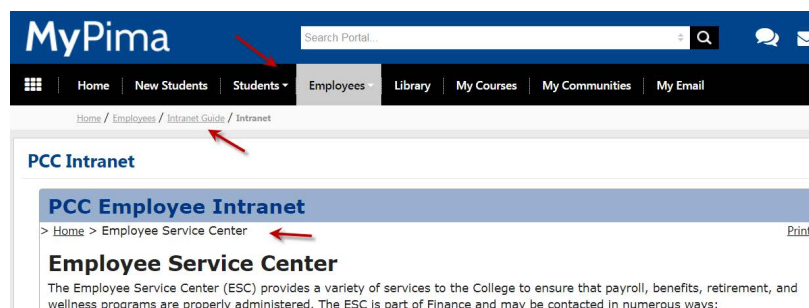 MyPima
Search Portal...
Home New Students Students Employees Library My Courses My Communities My Email
Home / Employees / Intranet Guide / Intranet
PCC Intranet
PCC Employee Intranet
> Home > Employee Service Center Print
Employee Service Center
The Employee Service Center (ESC) provides a variety of services to the College to ensure that payroll, benefits, retirement, and
wellness programs are properly administered. The ESC is part of Finance and may be contacted in numerous ways: